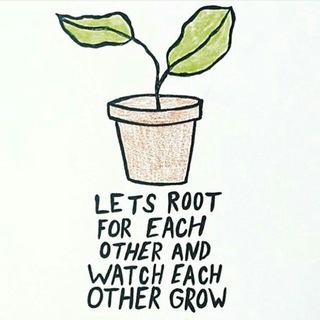 LETS ROOT
FOR EACH
OTHER AND
WATCH EACH
OTHER GROW